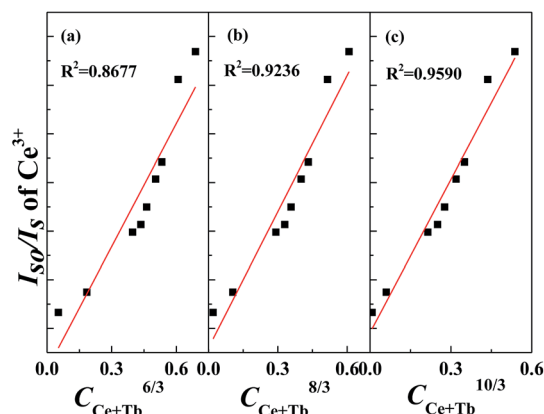 (a)
(b)
(c)
R²=0.8677
R²=0.9236
R²=0.9590
I_SO/I_S of Ce³⁺
0.0 0.3 0.6 0.0 0.3 0.6 0.0 0.3 0.6
C_Ce+Tb^6/3
C_Ce+Tb^8/3
C_Ce+Tb^10/3